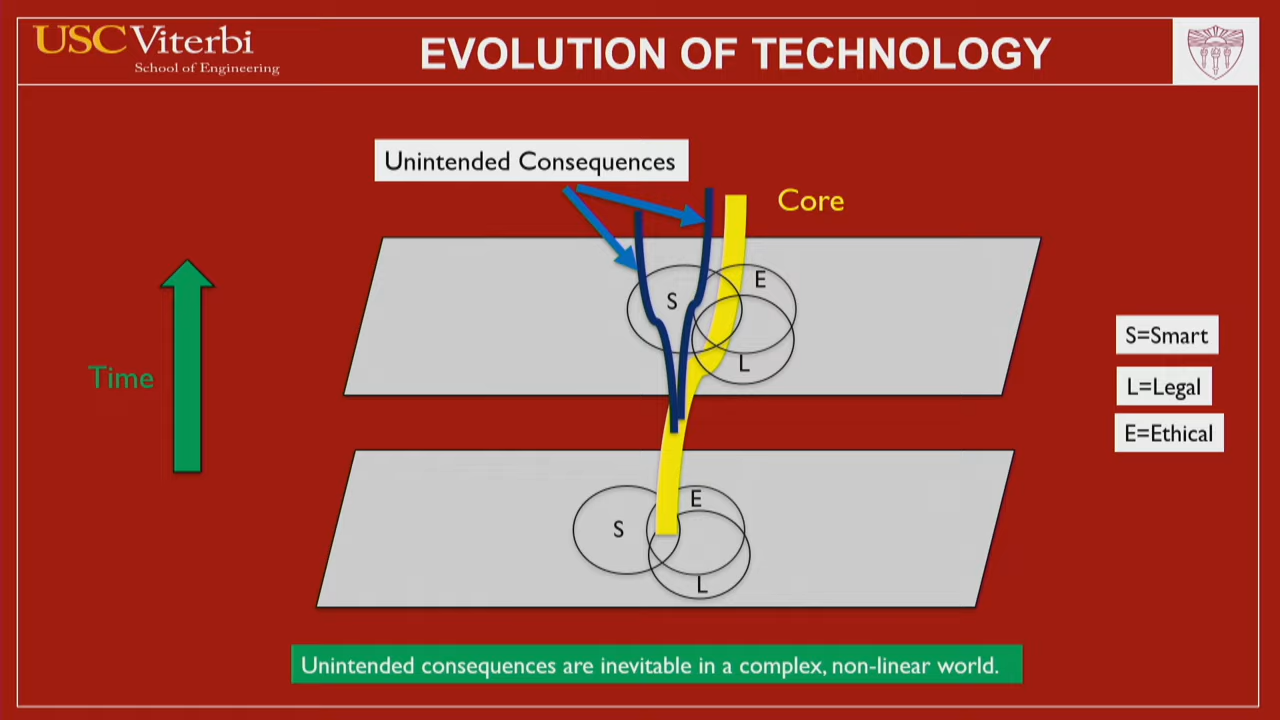 USC Viterbi
School of Engineering
EVOLUTION OF TECHNOLOGY
Unintended Consequences
Core
E
S
L
Time
S=Smart
L=Legal
E=Ethical
E
S
L
Unintended consequences are inevitable in a complex, non-linear world.